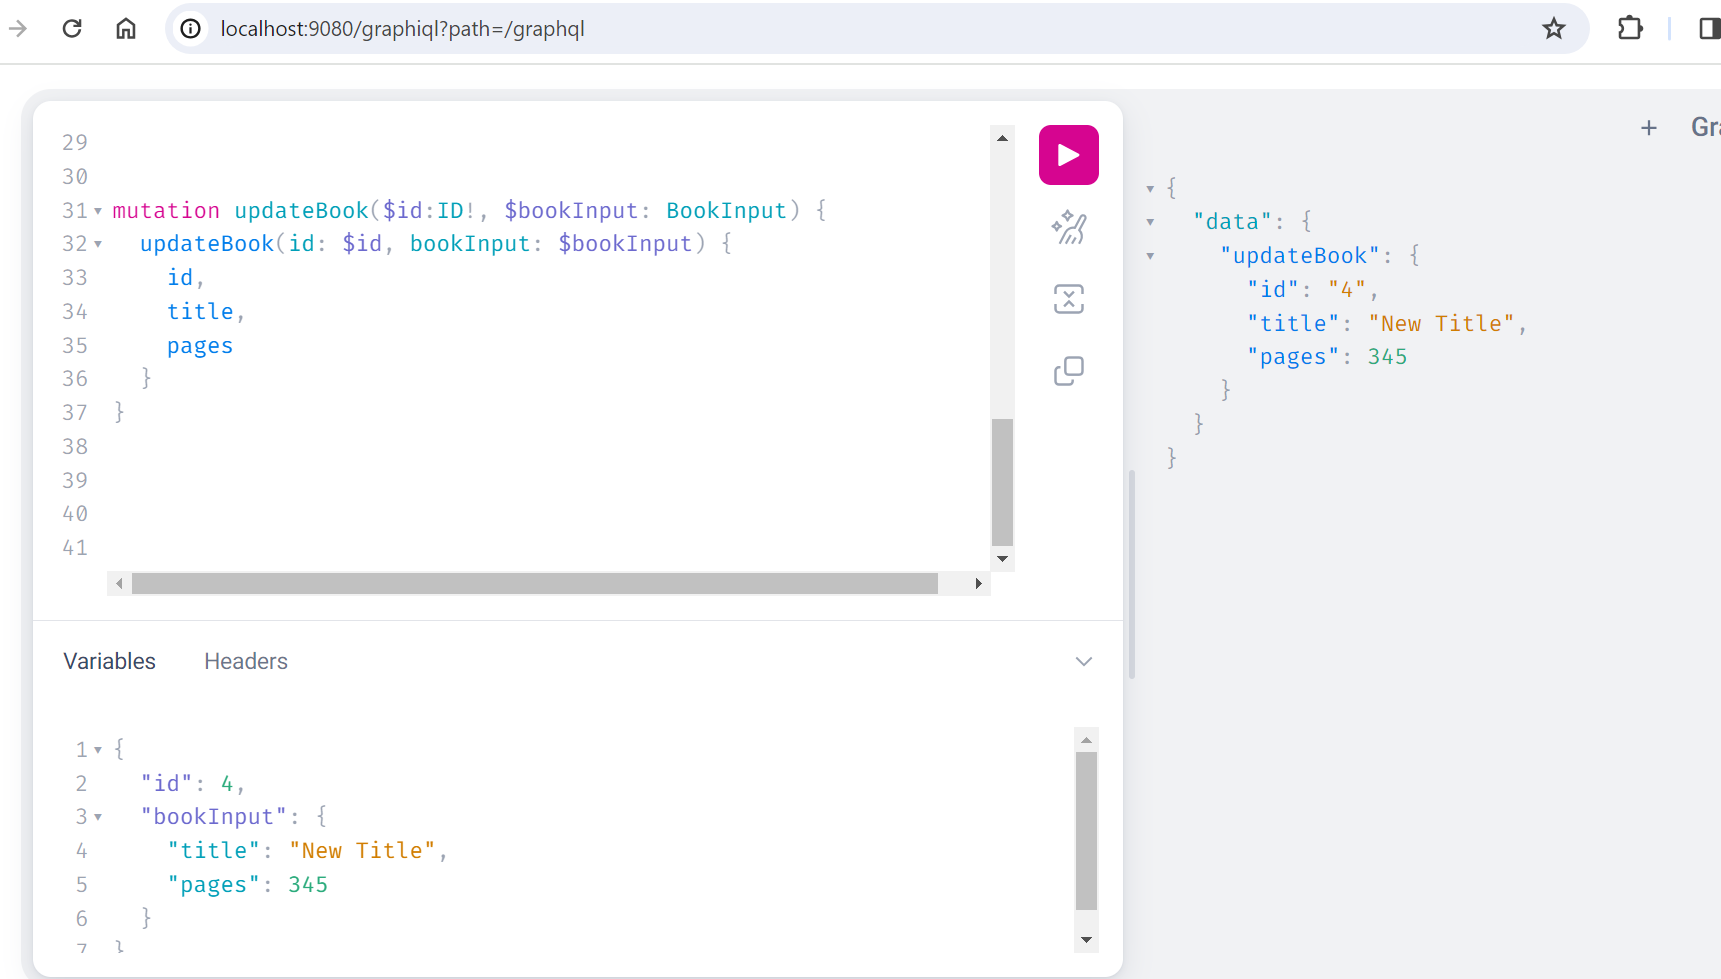 localhost:9080/graphiql?path=/graphql
29
30
31 mutation updateBook($id:ID!, $bookInput: BookInput) {
32 updateBook(id: $id, bookInput: $bookInput) {
33 id,
34 title,
35 pages
36 }
37 }
38
39
40
41
Variables Headers
1 {
2 "id": 4,
3 "bookInput": {
4 "title": "New Title",
5 "pages": 345
6 }
7 }
+ Gra
{
"data": {
"updateBook": {
"id": "4",
"title": "New Title",
"pages": 345
}
}
}